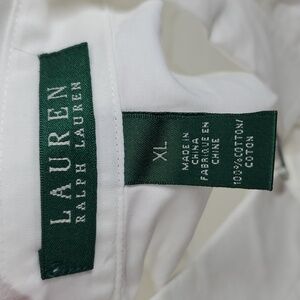 LAUREN
RALPH LAUREN
XL
MADE IN
CHINA
FABRIQUE EN
CHINE
100%COTTON/
COTON